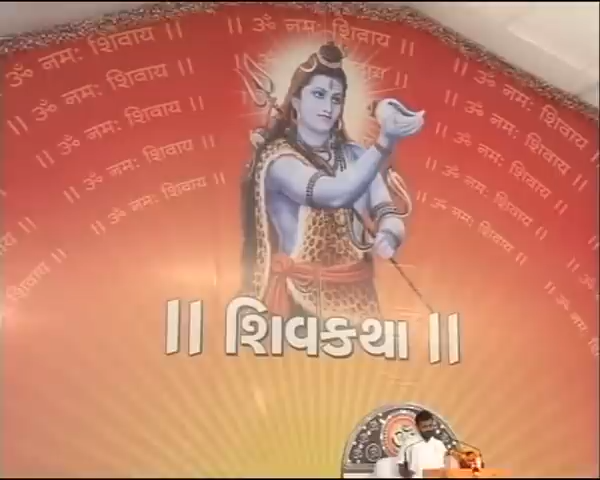 ॥ ॐ नमः शिवाय ॥ ॥ ॐ नमः शिवाय ॥
ॐ नमः शिवाय ॥ ॥ ॐ नमः शिवाय ॥
॥ ॐ नमः शिवाय ॥ ॥ ॐ नमः शिवाय ॥
॥ ॐ नमः शिवाय ॥ ॥ ॐ नमः शिवाय ॥
॥ ॐ नमः शिवाय ॥ ॥ ॐ नमः शिवाय ॥
|| શિવકથા ||